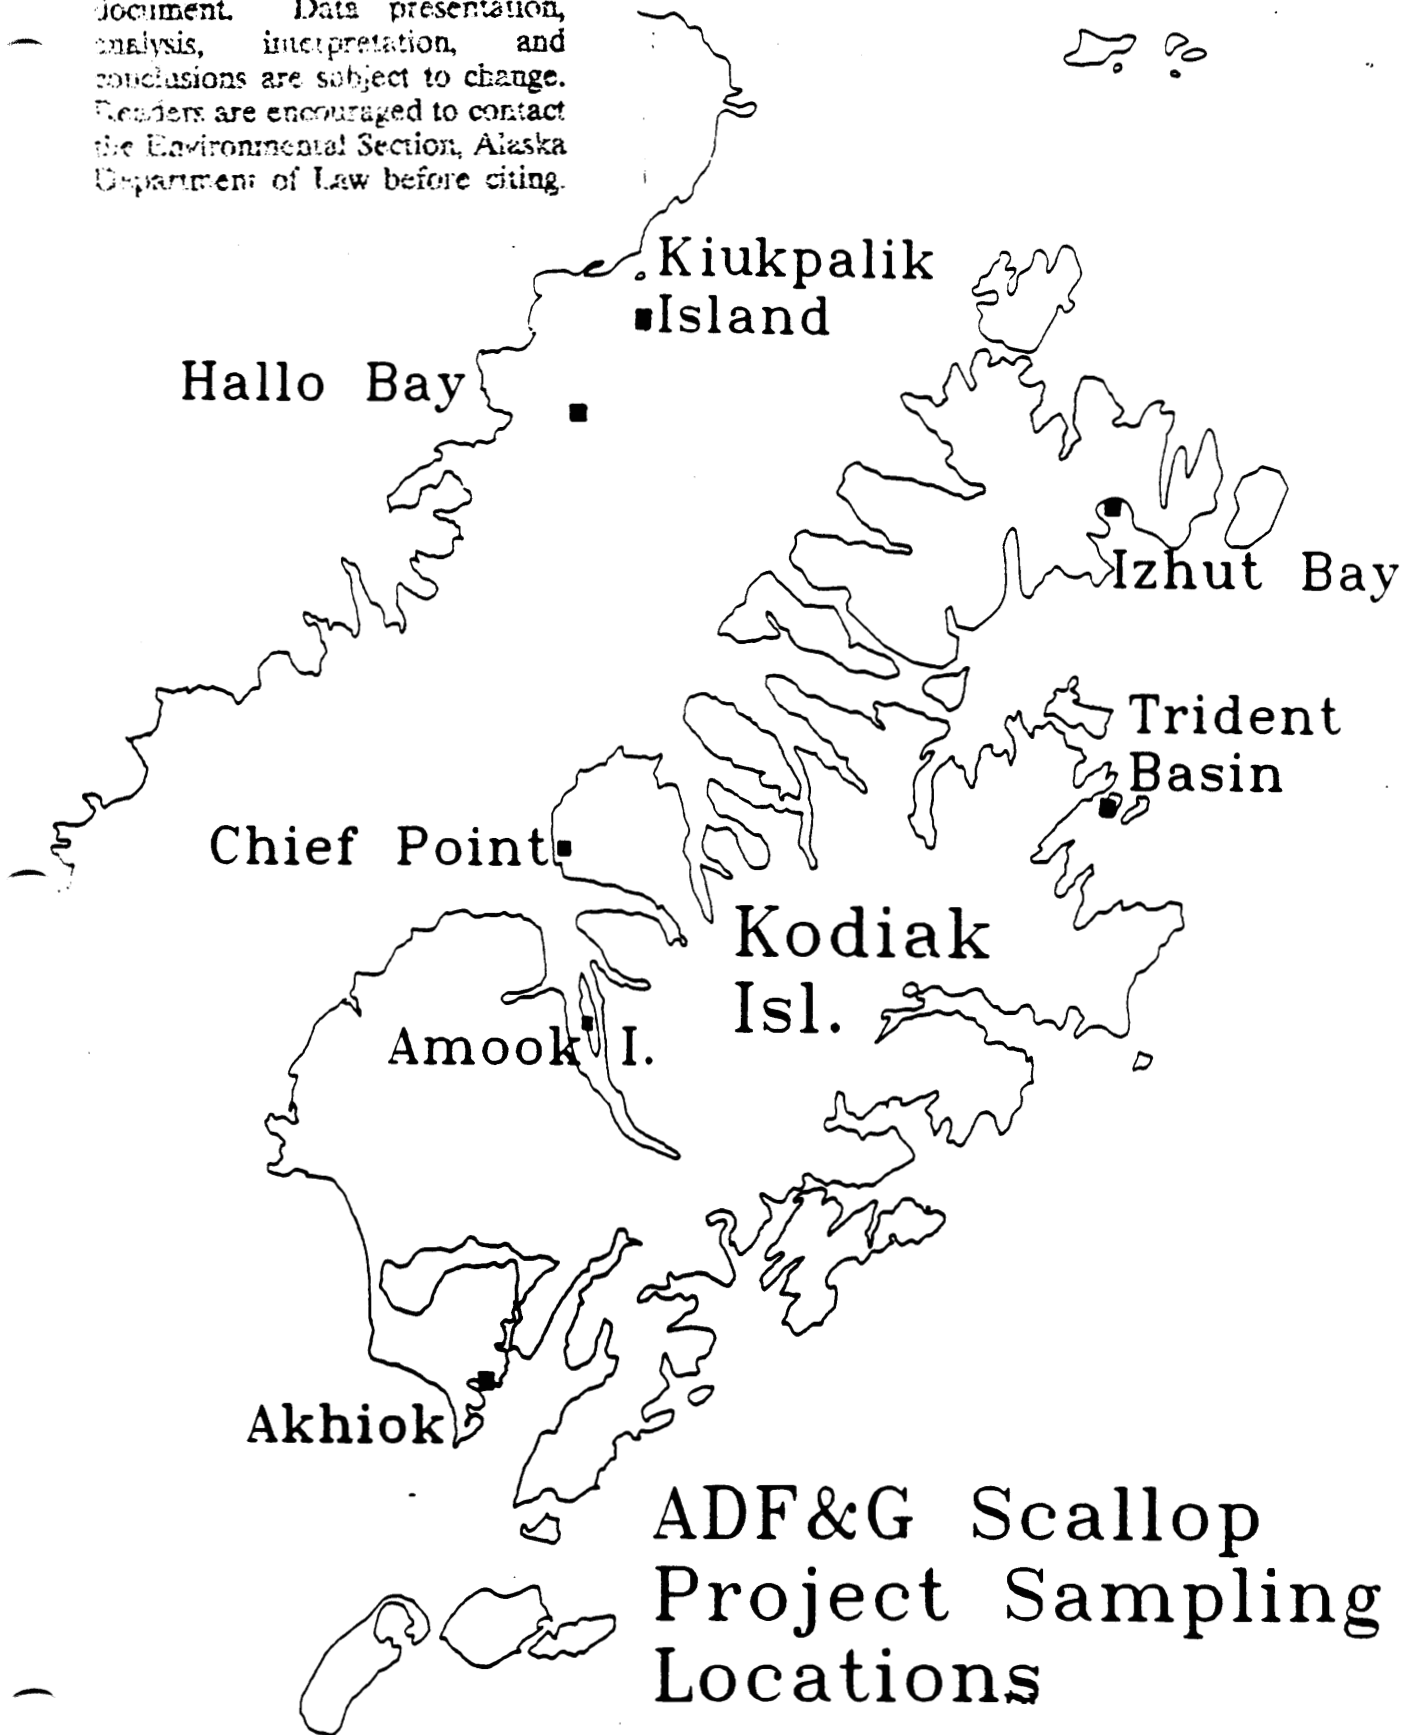 document. Data presentation,
analysis, interpretation, and
conclusions are subject to change.
Readers are encouraged to contact
the Environmental Section, Alaska
Department of Law before citing.
Kiukpalik
Island
Hallo Bay
Izhut Bay
Trident
Basin
Chief Point
Kodiak
Isl.
Amook I.
Akhiok
ADF&G Scallop
Project Sampling
Locations